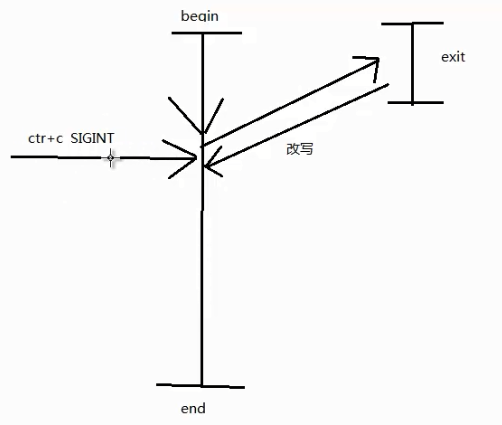 begin
exit
ctr+c SIGINT
改写
end